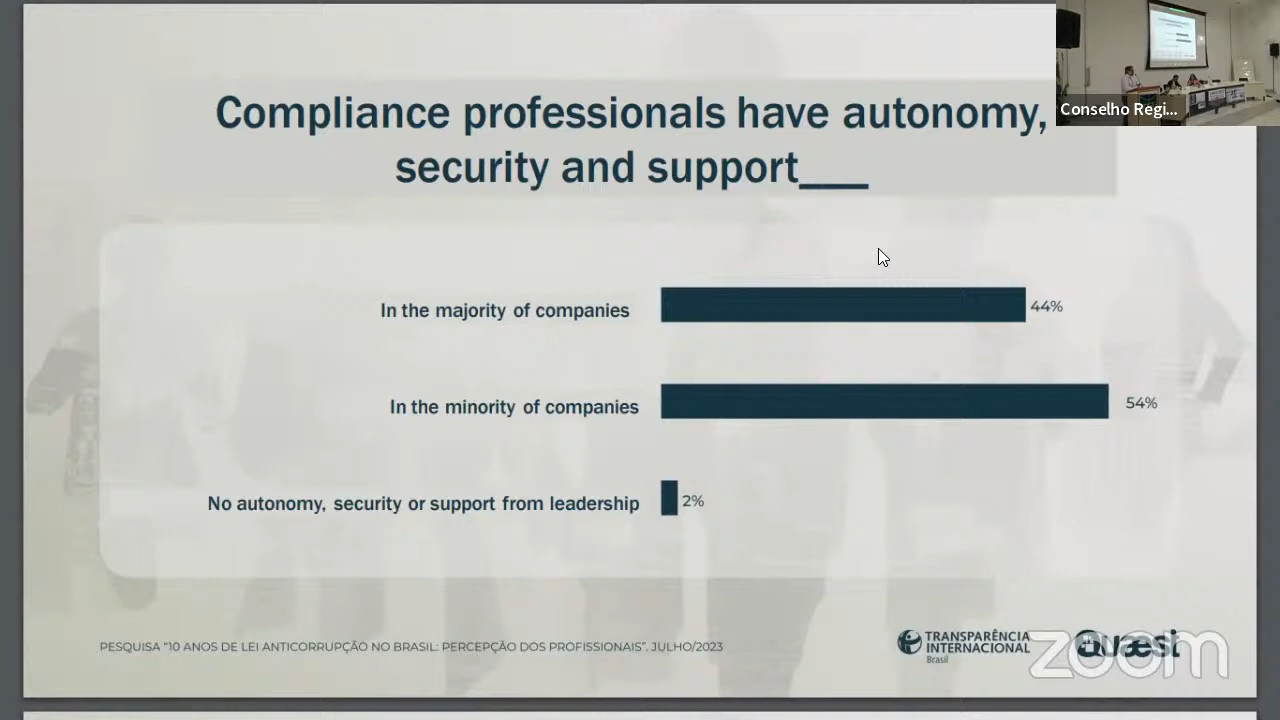 Compliance professionals have autonomy,
security and support___
Conselho Regi...
In the majority of companies
44%
In the minority of companies
54%
No autonomy, security or support from leadership
2%
PESQUISA “10 ANOS DE LEI ANTICORRUPÇÃO NO BRASIL: PERCEPÇÃO DOS PROFISSIONAIS”. JULHO/2023
TRANSPARÊNCIA
INTERNACIONAL
Brasil
Quaest
zoom